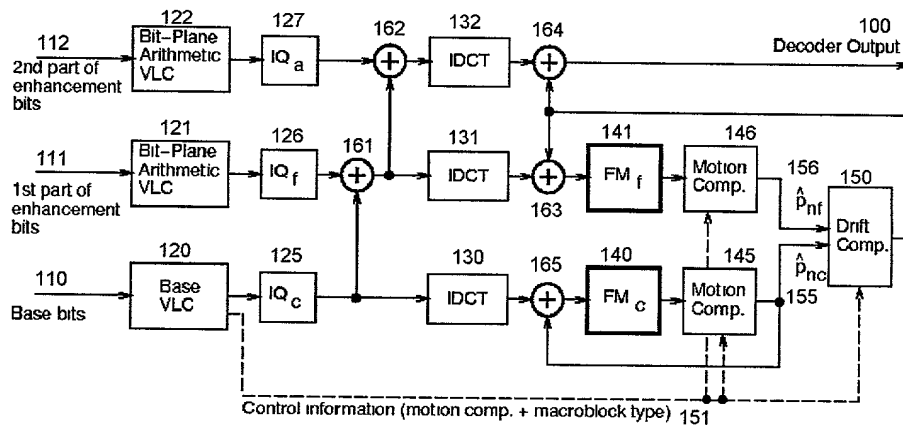 122
Bit-Plane
Arithmetic
VLC
127
IQ a
162
132
IDCT
164
100
Decoder Output
112
2nd part of
enhancement
bits
121
Bit-Plane
Arithmetic
VLC
126
IQ f
161
131
IDCT
163
141
FM f
146
Motion
Comp.
156
p̂nf
150
Drift
Comp.
111
1st part of
enhancement
bits
120
Base
VLC
125
IQ c
130
IDCT
165
140
FM c
145
Motion
Comp.
p̂nc
155
110
Base bits
Control information (motion comp. + macroblock type) 151